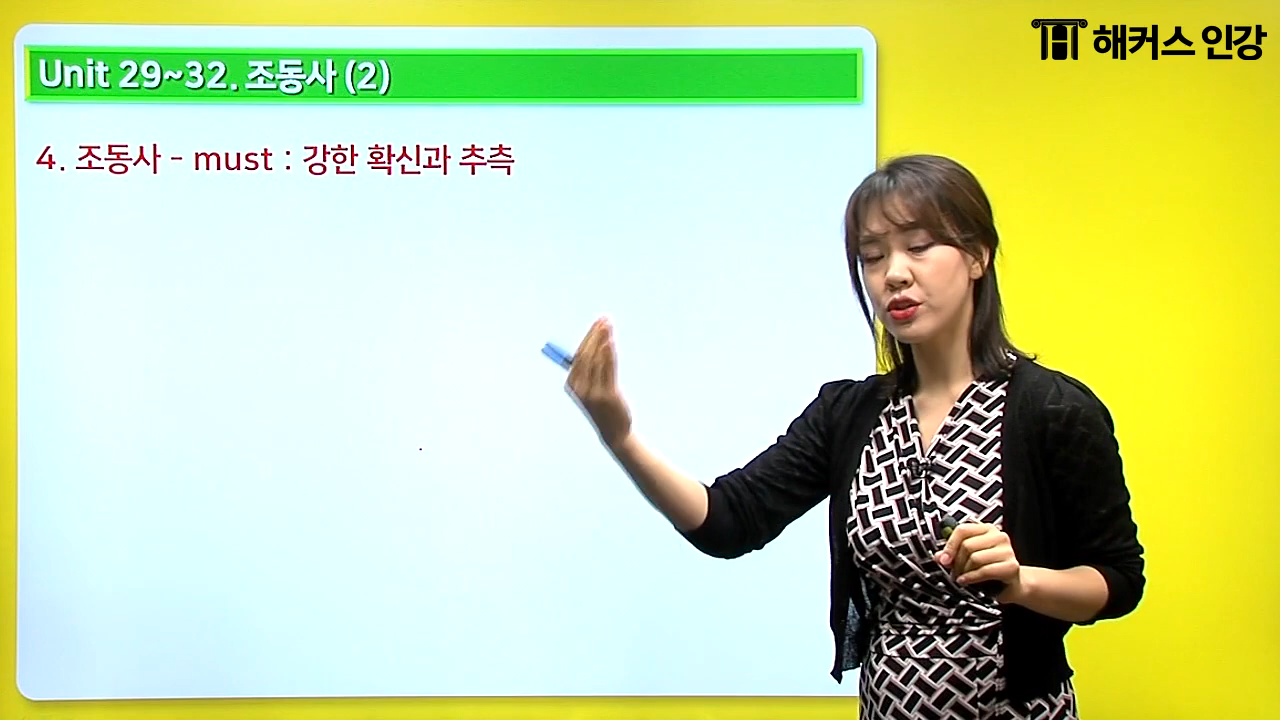 해커스 인강
Unit 29~32. 조동사 (2)
4. 조동사 - must : 강한 확신과 추측